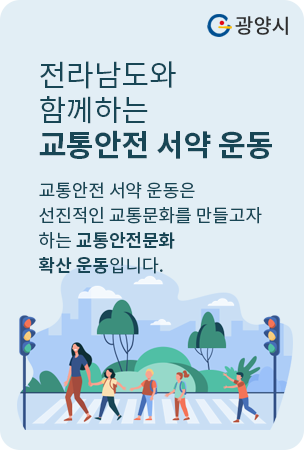 광양시
전라남도와
함께하는
교통안전 서약 운동
교통안전 서약 운동은
선진적인 교통문화를 만들고자
하는 교통안전문화
확산 운동입니다.